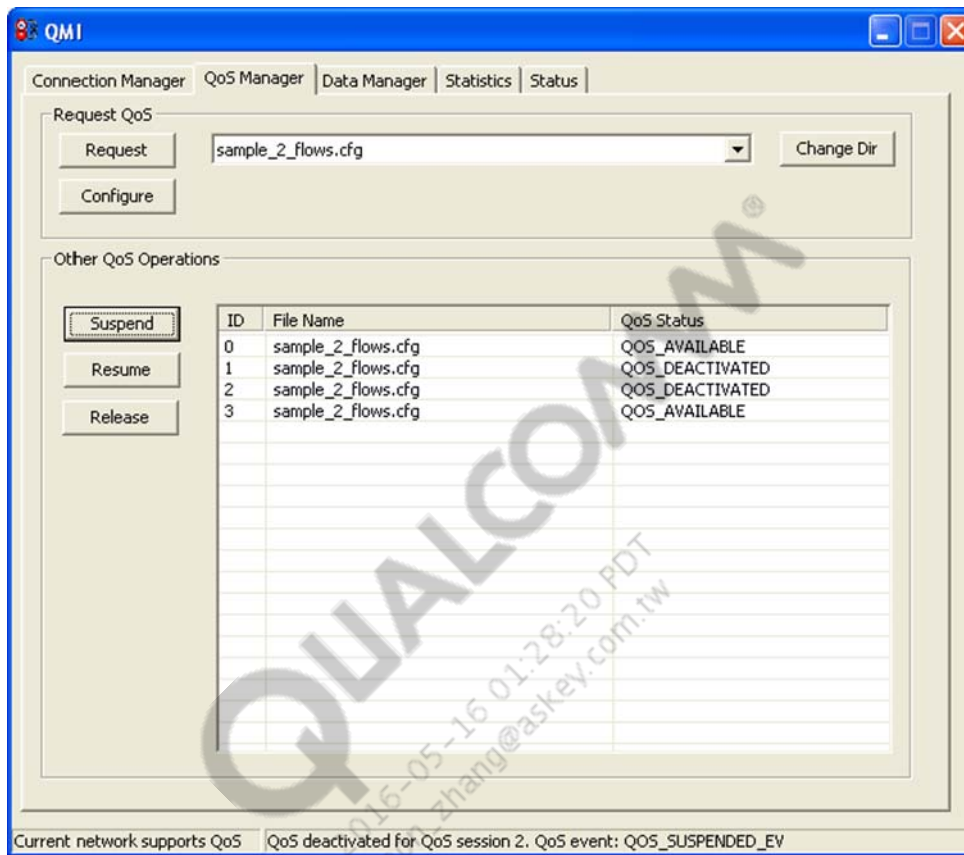 QMI
Connection Manager QoS Manager Data Manager Statistics Status
Request QoS
Request sample_2_flows.cfg Change Dir
Configure
Other QoS Operations
Suspend
Resume
Release
ID File Name QoS Status
0 sample_2_flows.cfg QOS_AVAILABLE
1 sample_2_flows.cfg QOS_DEACTIVATED
2 sample_2_flows.cfg QOS_DEACTIVATED
3 sample_2_flows.cfg QOS_AVAILABLE
QUALCOMM®
2016-05-16 01:28:20 PDT
zhang@askey.com.tw
Current network supports QoS QoS deactivated for QoS session 2. QoS event: QOS_SUSPENDED_EV